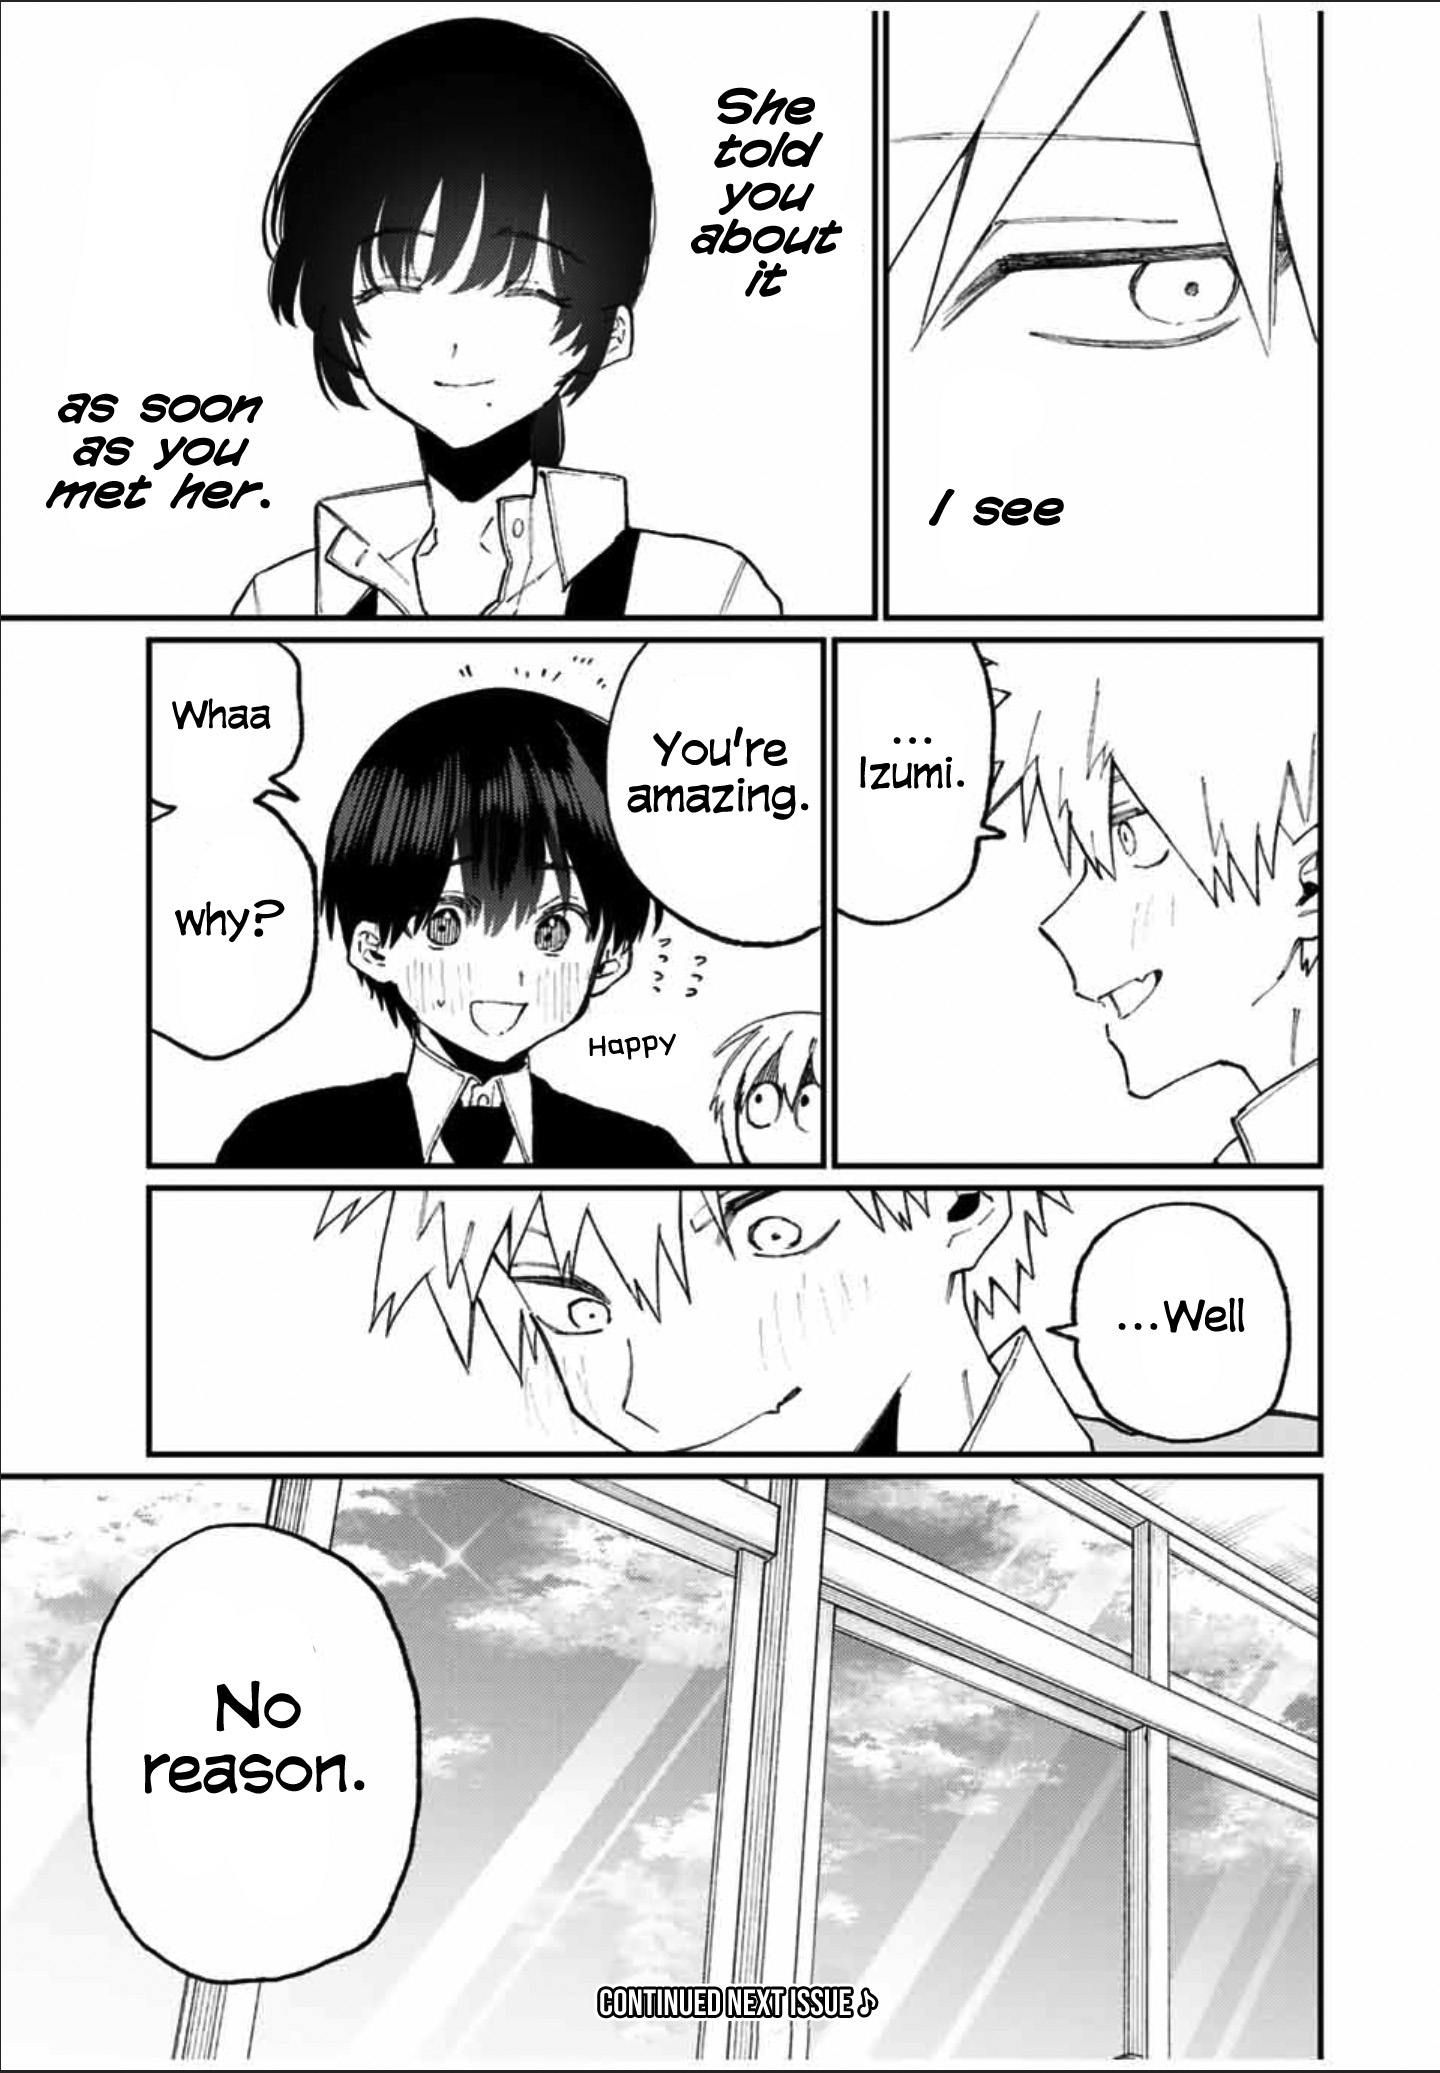 I see
She
told
you
about
it
as soon
as you
met her.
...
Izumi.
You're
amazing.
Whaa
why?
Happy
...Well
No
reason.
CONTINUED NEXT ISSUE ♪